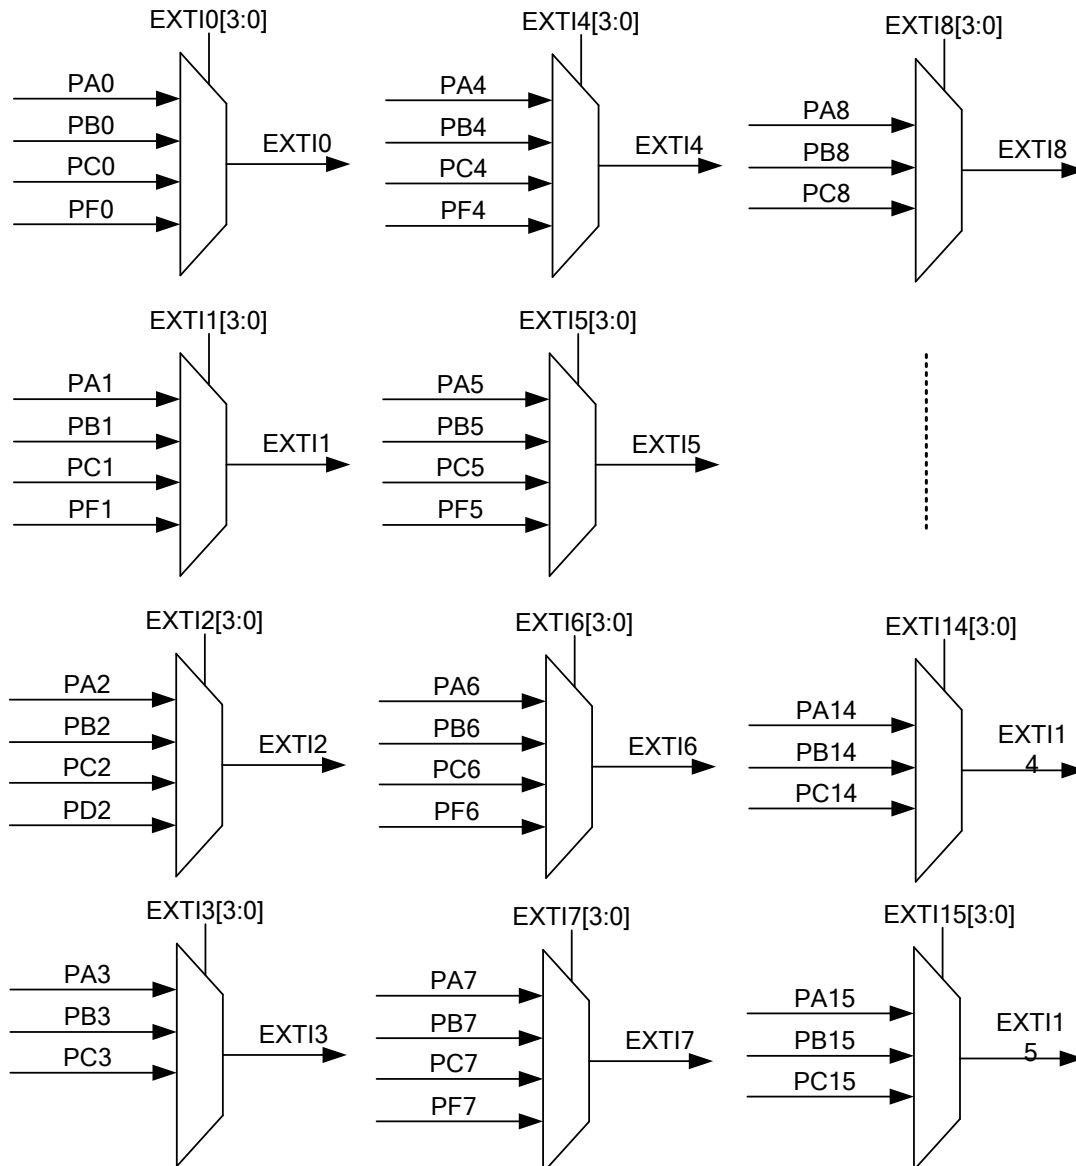 EXTI0[3:0]
PA0
PB0
PC0
PF0
EXTI0
EXTI4[3:0]
PA4
PB4
PC4
PF4
EXTI4
EXTI8[3:0]
PA8
PB8
PC8
EXTI8
EXTI1[3:0]
PA1
PB1
PC1
PF1
EXTI1
EXTI5[3:0]
PA5
PB5
PC5
PF5
EXTI5
EXTI2[3:0]
PA2
PB2
PC2
PD2
EXTI2
EXTI6[3:0]
PA6
PB6
PC6
PF6
EXTI6
EXTI14[3:0]
PA14
PB14
PC14
EXTI1
4
EXTI3[3:0]
PA3
PB3
PC3
EXTI3
EXTI7[3:0]
PA7
PB7
PC7
PF7
EXTI7
EXTI15[3:0]
PA15
PB15
PC15
EXTI1
5